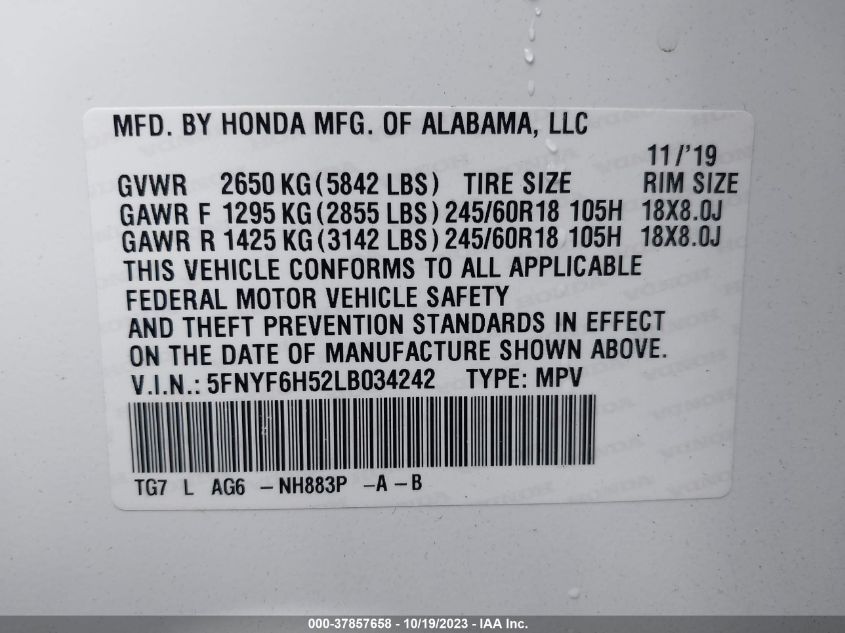 MFD. BY HONDA MFG. OF ALABAMA, LLC
11/'19
GVWR 2650 KG (5842 LBS) TIRE SIZE RIM SIZE
GAWR F 1295 KG (2855 LBS) 245/60R18 105H 18X8.0J
GAWR R 1425 KG (3142 LBS) 245/60R18 105H 18X8.0J
THIS VEHICLE CONFORMS TO ALL APPLICABLE
FEDERAL MOTOR VEHICLE SAFETY
AND THEFT PREVENTION STANDARDS IN EFFECT
ON THE DATE OF MANUFACTURE SHOWN ABOVE.
V.I.N.: 5FNYF6H52LB034242 TYPE: MPV
TG7 L AG6 - NH883P -A - B
000-37857658 - 10/19/2023 - IAA Inc.